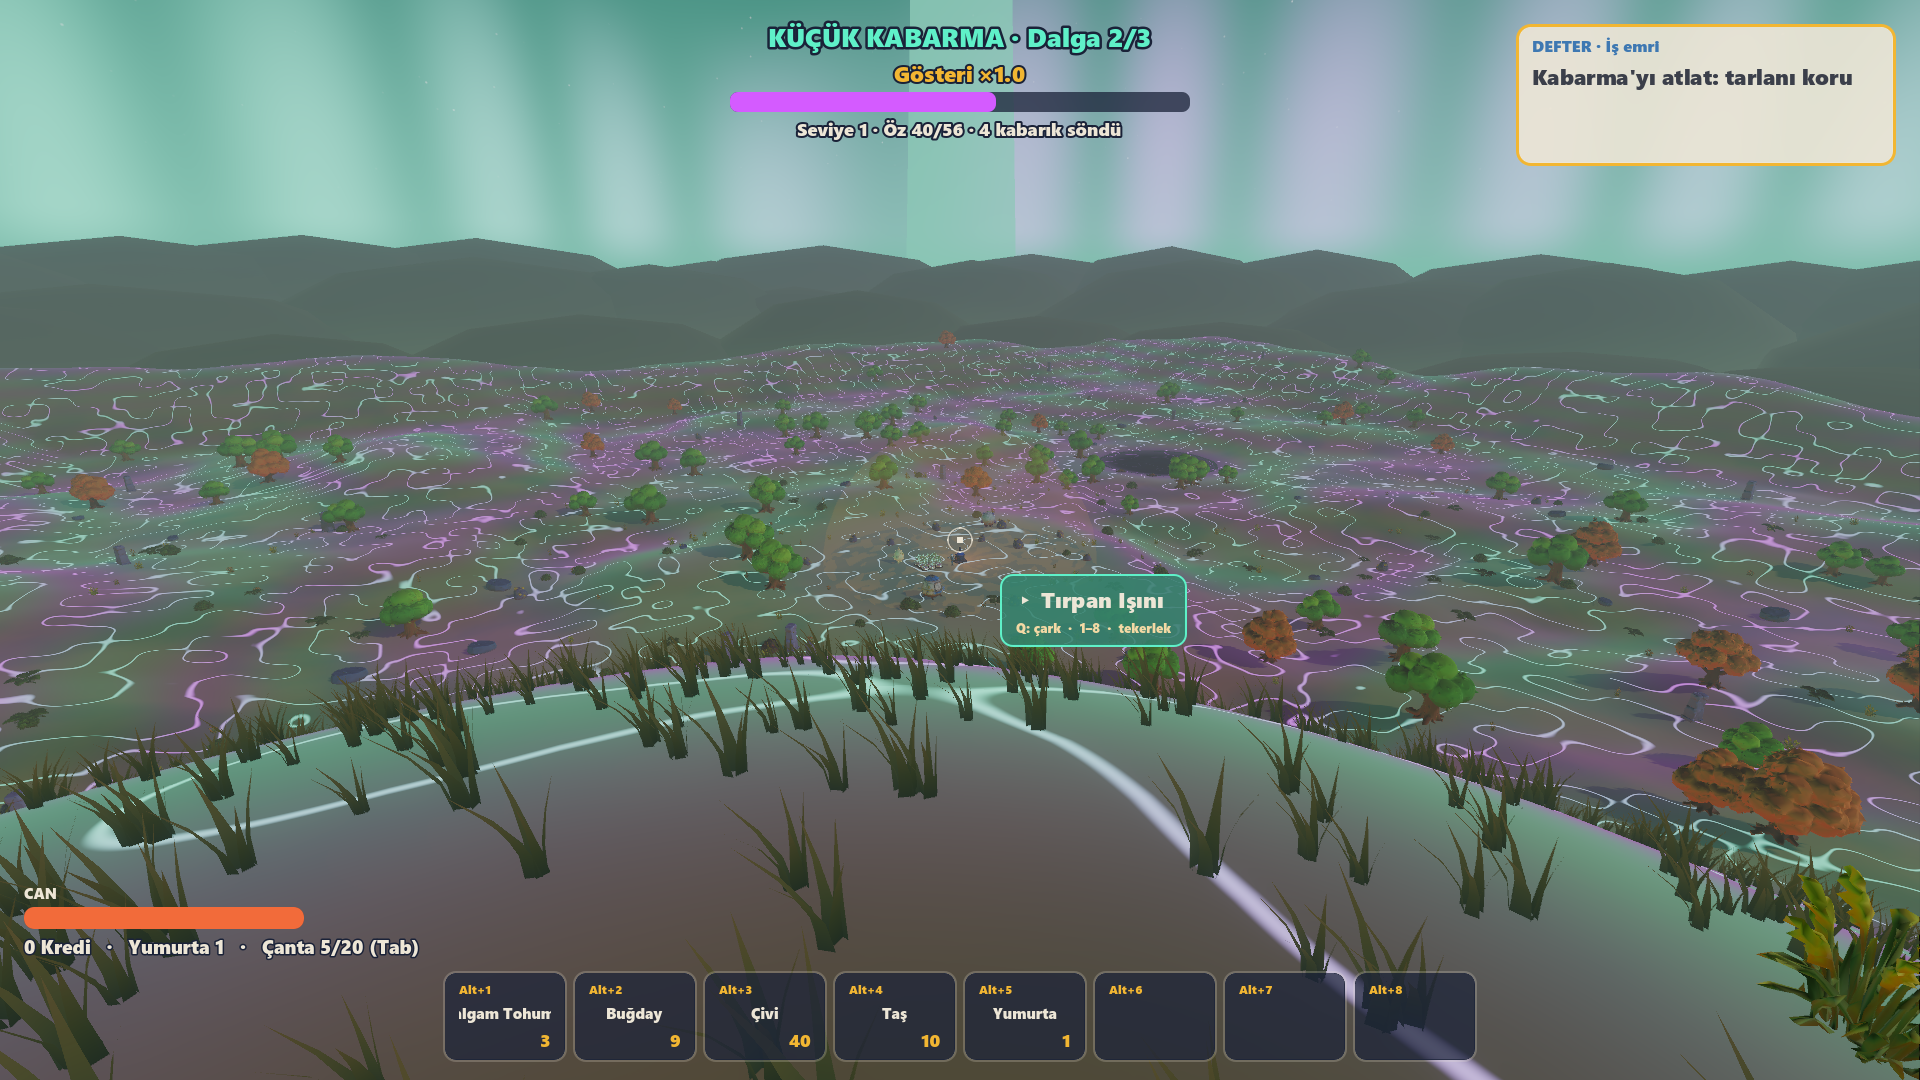 KÜÇÜK KABARMA · Dalga 2/3
Gösteri ×1.0
Seviye 1 · Öz 40/56 · 4 kabarık söndü
DEFTER · İş emri
Kabarma'yı atlat: tarlanı koru
▸ Tırpan Işını
Q: çark · 1–8 · tekerlek
CAN
0 Kredi · Yumurta 1 · Çanta 5/20 (Tab)
Alt+1
algam Tohum
3
Alt+2
Buğday
9
Alt+3
Çivi
40
Alt+4
Taş
10
Alt+5
Yumurta
1
Alt+6
Alt+7
Alt+8